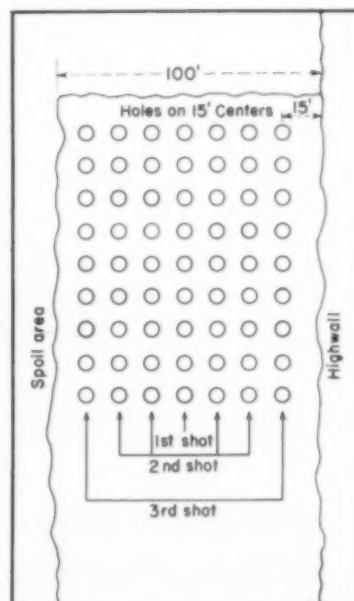 100'
Holes on 15' Centers
15'
Spoil area
Highwall
1st shot
2nd shot
3rd shot